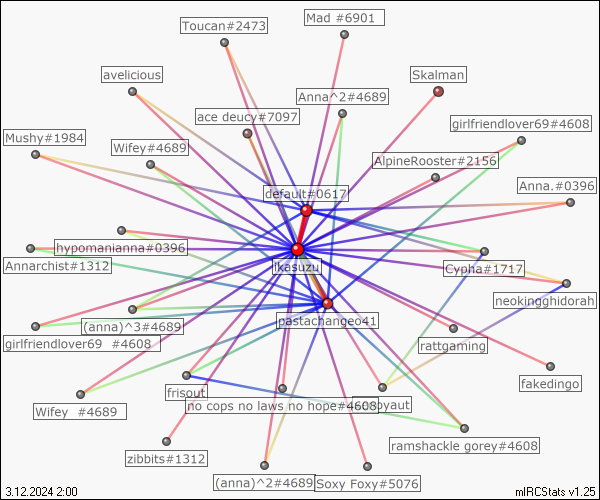 Mad #6901
Toucan#2473
avelicious
Skalman
Anna^2#4689
ace deucy#7097
girlfriendlover69#4608
Mushy#1984
Wifey#4689
AlpineRooster#2156
default#0617
Anna.#0396
hypomanianna#0396
Annarchist#1312
ikasuzu
Cypha#1717
neokingghidorah
(anna)^3#4689
pastachangeo41
girlfriendlover69 #4608
rattgaming
frisout
fakedingo
no cops no laws no hope#4608
Wifey #4689
ramshackle gorey#4608
zibbits#1312
(anna)^2#4689
Soxy Foxy#5076
3.12.2024 2:00
mIRCStats v1.25